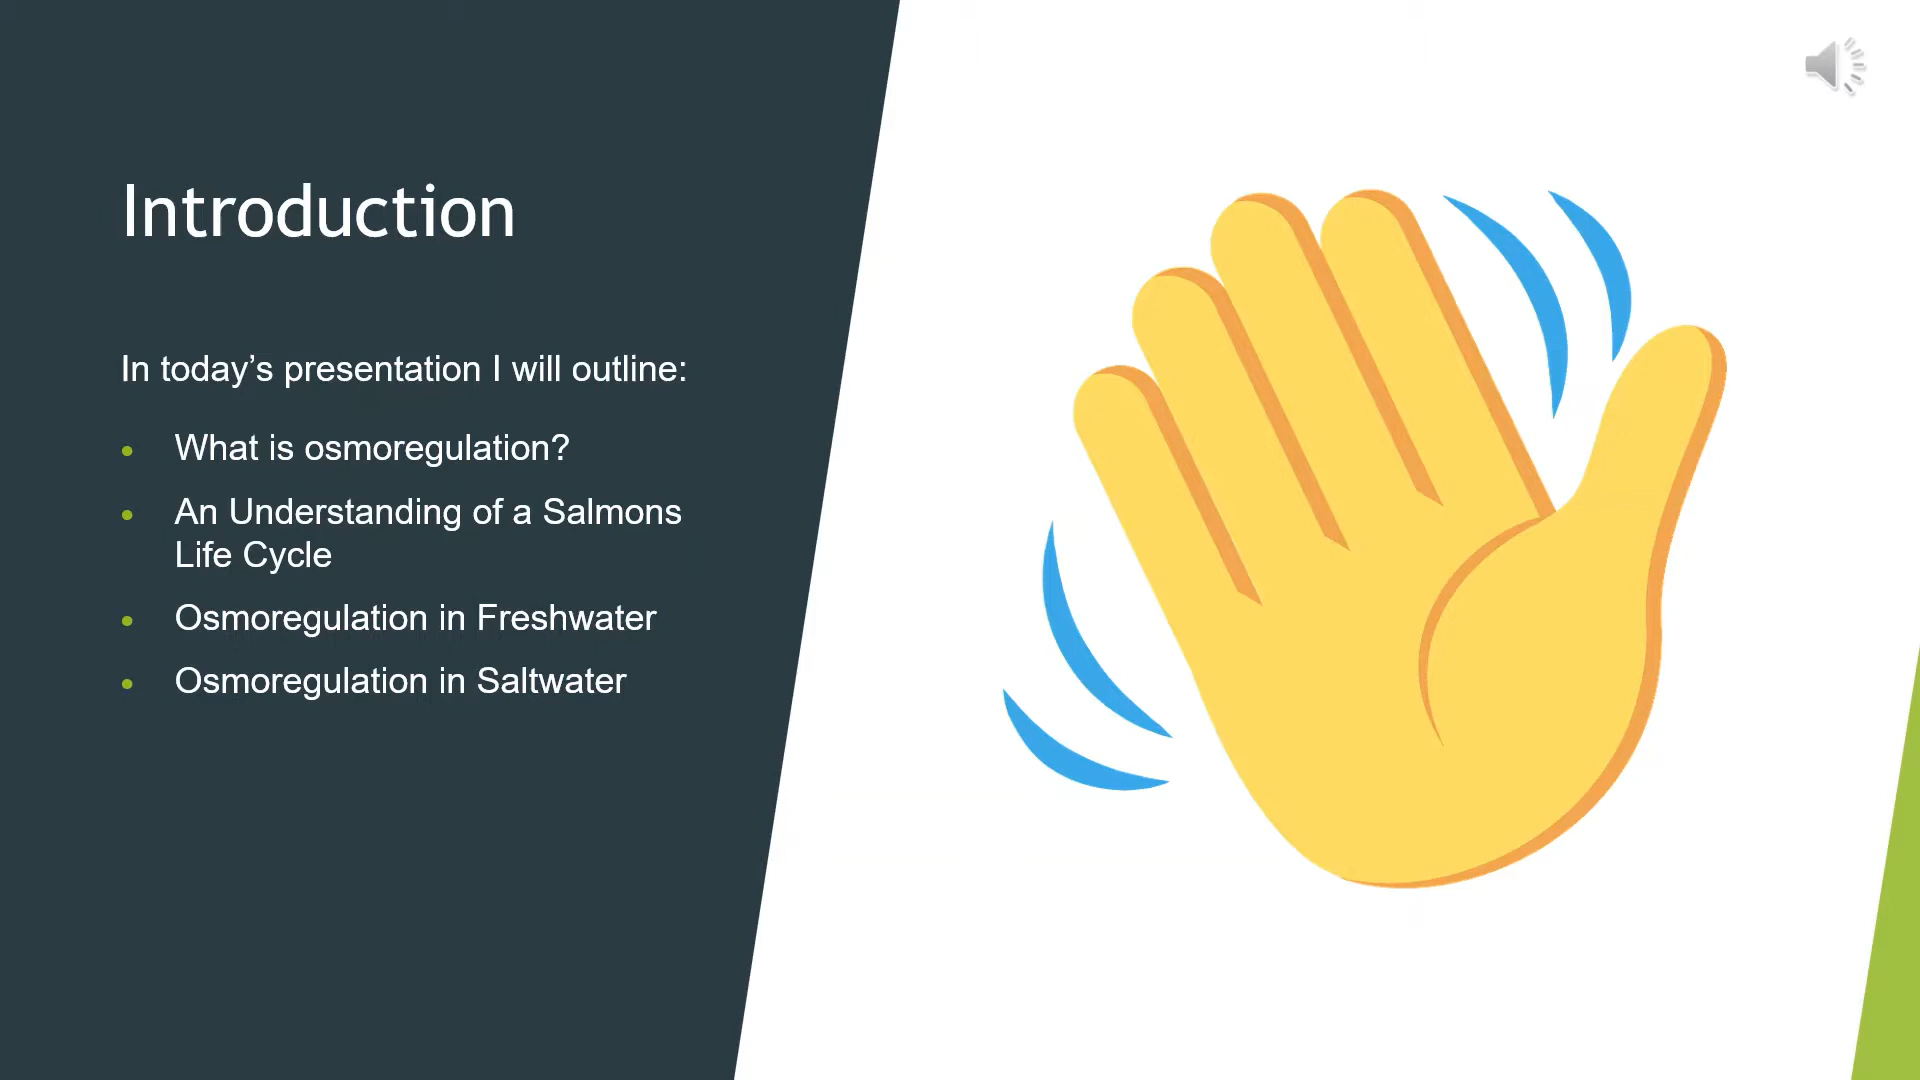 Introduction
In today’s presentation I will outline:
• What is osmoregulation?
• An Understanding of a Salmons
Life Cycle
• Osmoregulation in Freshwater
• Osmoregulation in Saltwater